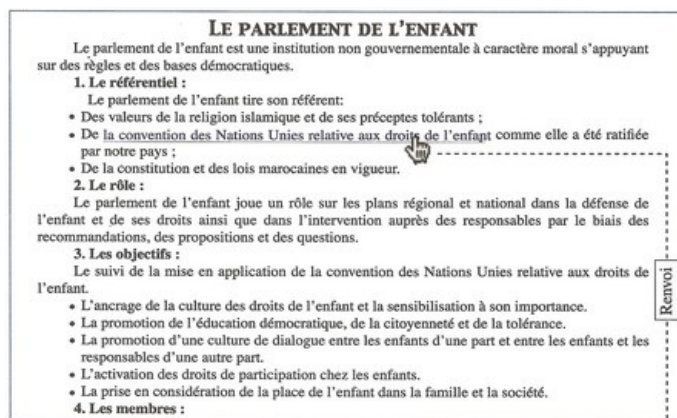 LE PARLEMENT DE L'ENFANT
Le parlement de l'enfant est une institution non gouvernementale à caractère moral s'appuyant
sur des règles et des bases démocratiques.
1. Le référentiel :
Le parlement de l'enfant tire son référent:
• Des valeurs de la religion islamique et de ses préceptes tolérants ;
• De la convention des Nations Unies relative aux droits de l'enfant comme elle a été ratifiée
par notre pays ;
• De la constitution et des lois marocaines en vigueur.
2. Le rôle :
Le parlement de l'enfant joue un rôle sur les plans régional et national dans la défense de
l'enfant et de ses droits ainsi que dans l'intervention auprès des responsables par le biais des
recommandations, des propositions et des questions.
3. Les objectifs :
Le suivi de la mise en application de la convention des Nations Unies relative aux droits de
l'enfant.
• L'ancrage de la culture des droits de l'enfant et la sensibilisation à son importance.
• La promotion de l'éducation démocratique, de la citoyenneté et de la tolérance.
• La promotion d'une culture de dialogue entre les enfants d'une part et entre les enfants et les
responsables d'une autre part.
• L'activation des droits de participation chez les enfants.
• La prise en considération de la place de l'enfant dans la famille et la société.
4. Les membres :
Renvoi